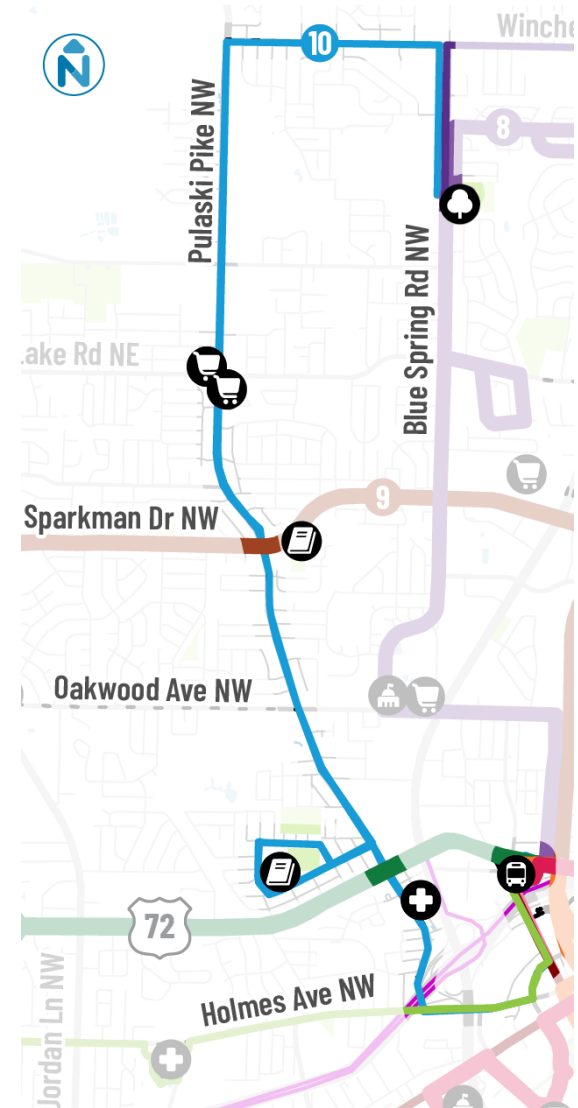 Winche
N
10
8
Pulaski Pike NW
Blue Spring Rd NW
Lake Rd NE
9
Sparkman Dr NW
Oakwood Ave NW
72
Holmes Ave NW
Jordan Ln NW